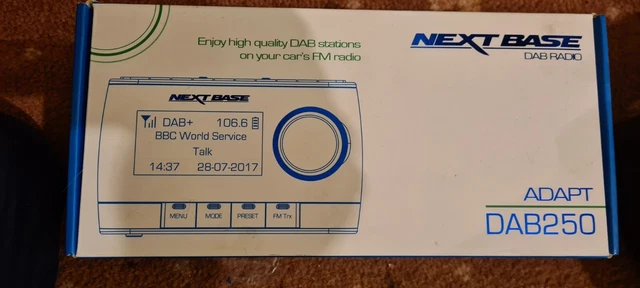 Enjoy high quality DAB stations
on your car's FM radio
NEXTBASE
DAB RADIO
NEXTBASE
DAB+ 106.6
BBC World Service
Talk
14:37 28-07-2017
MENU MODE PRESET FM Trx
ADAPT
DAB250